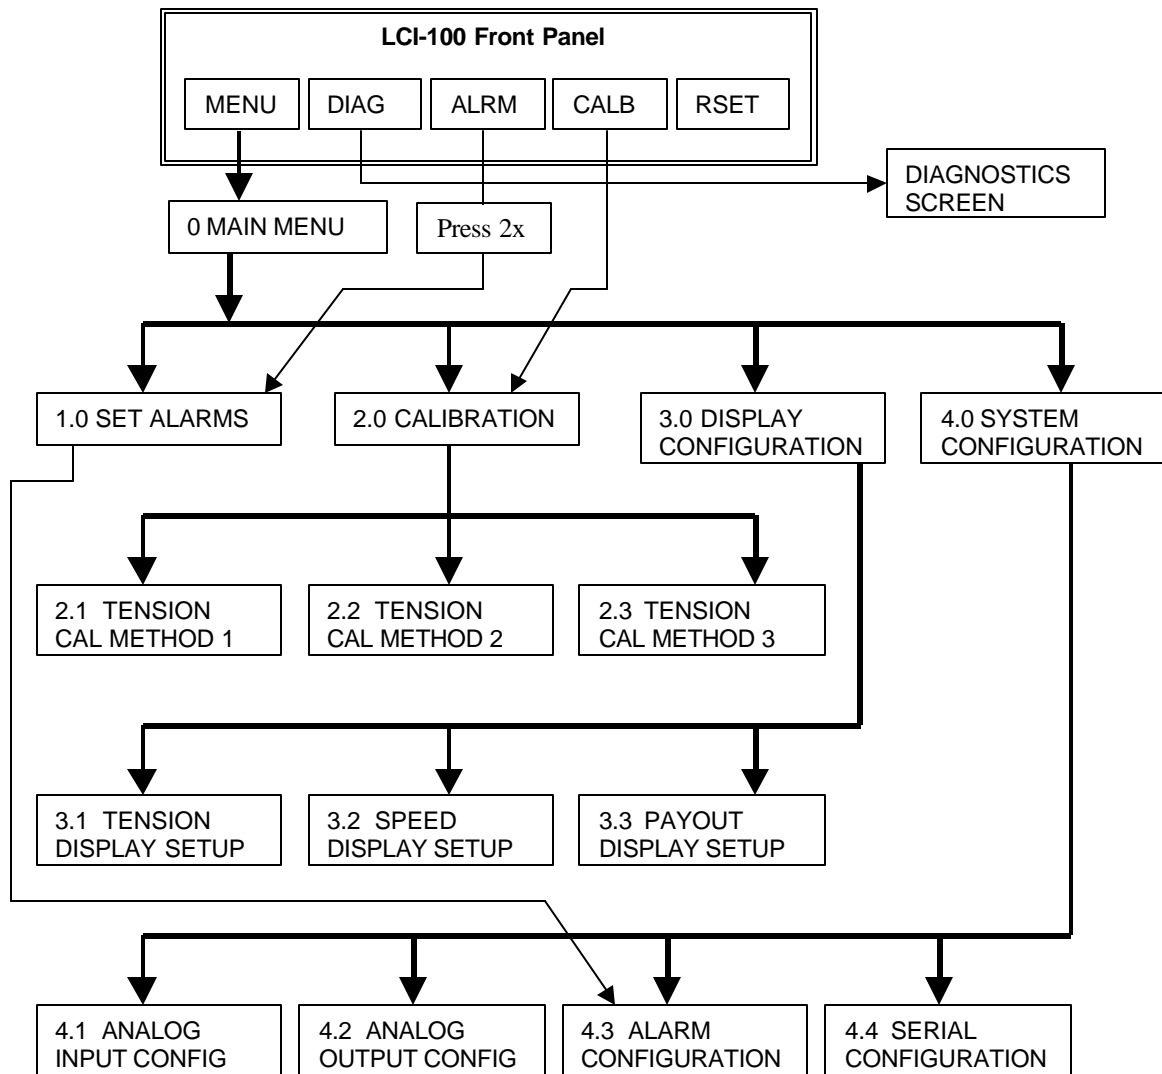 LCI-100 Front Panel
MENU
DIAG
ALRM
CALB
RSET
DIAGNOSTICS
SCREEN
0 MAIN MENU
Press 2x
1.0 SET ALARMS
2.0 CALIBRATION
3.0 DISPLAY
CONFIGURATION
4.0 SYSTEM
CONFIGURATION
2.1 TENSION
CAL METHOD 1
2.2 TENSION
CAL METHOD 2
2.3 TENSION
CAL METHOD 3
3.1 TENSION
DISPLAY SETUP
3.2 SPEED
DISPLAY SETUP
3.3 PAYOUT
DISPLAY SETUP
4.1 ANALOG
INPUT CONFIG
4.2 ANALOG
OUTPUT CONFIG
4.3 ALARM
CONFIGURATION
4.4 SERIAL
CONFIGURATION